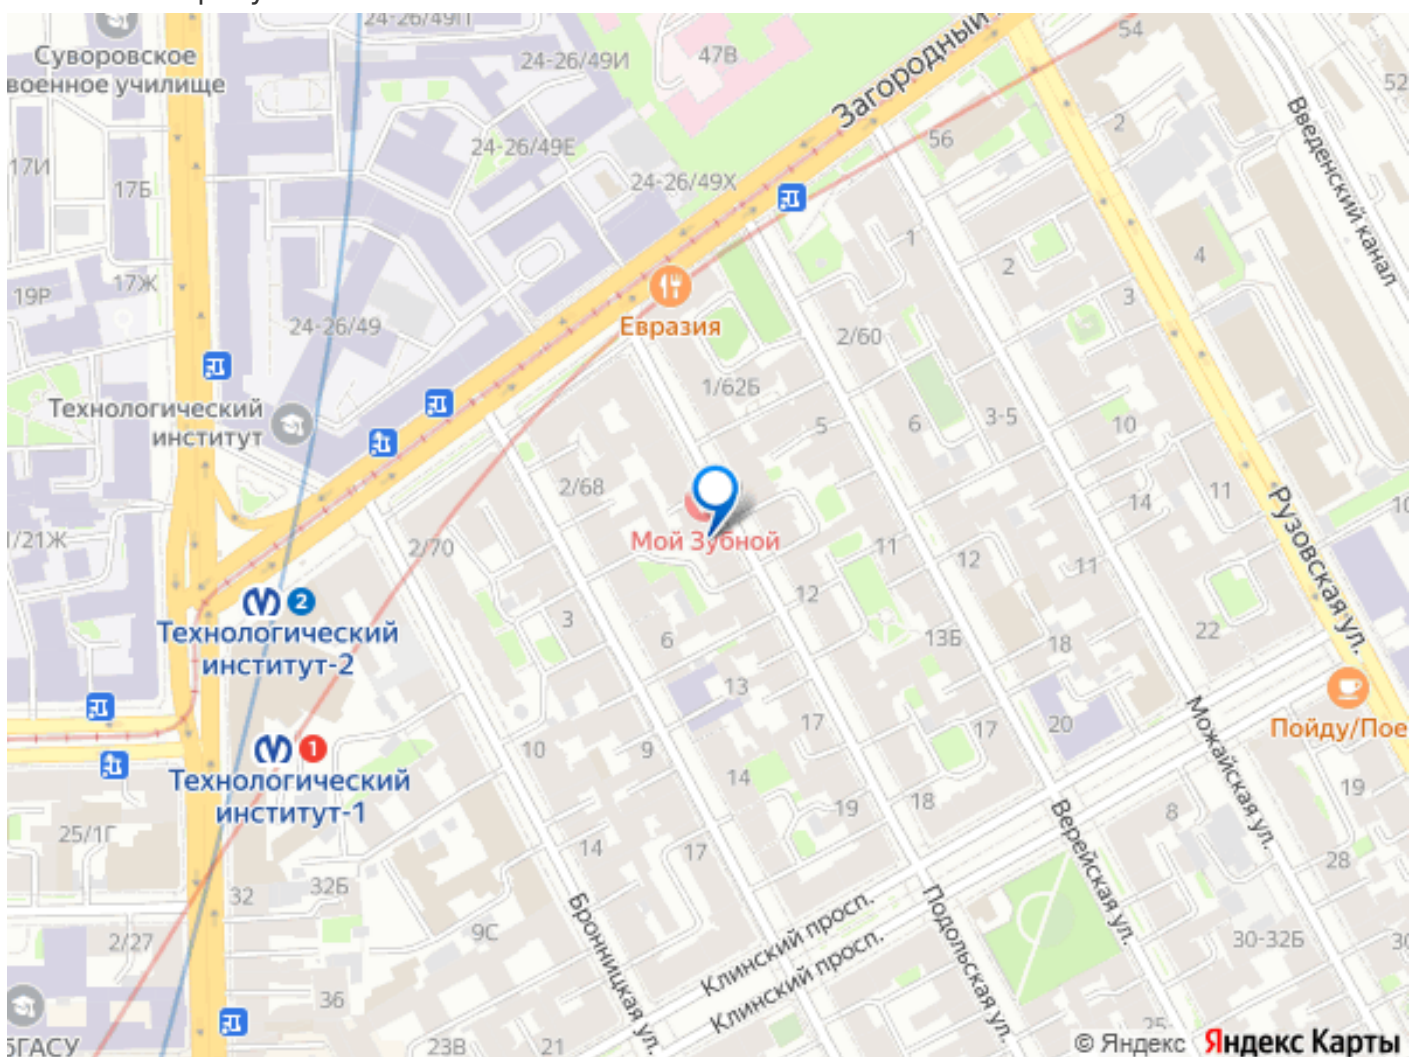 24-26/49П
54
Суворовское
военное училище
24-26/49И
47В
Загородный
52
2
Введенский канал
17И
24-26/49Е
56
17Б
24-26/49Х
1
4
2
17Ж
19Р
3
24-26/49
Евразия
2/60
1/62Б
Технологический
институт
5
6
3-5
10
2/68
14
11
10
Рузовская ул.
/21Ж
2/70
Мой Зубной
11
12
11
2
Технологический
институт-2
12
3
6
13Б
18
22
13
17
17
20
Можайская ул.
Пойду/Пое
1
Технологический
институт-1
10
9
14
19
18
19
25/1Г
8
Верейская ул.
14
17
28
32
32Б
Бронницкая ул.
Клинский просп.
Подольская ул.
2/27
9С
Клинский просп.
30-32Б
30
36
БГАСУ
23В
21
25-
© Яндекс Яндекс Карты